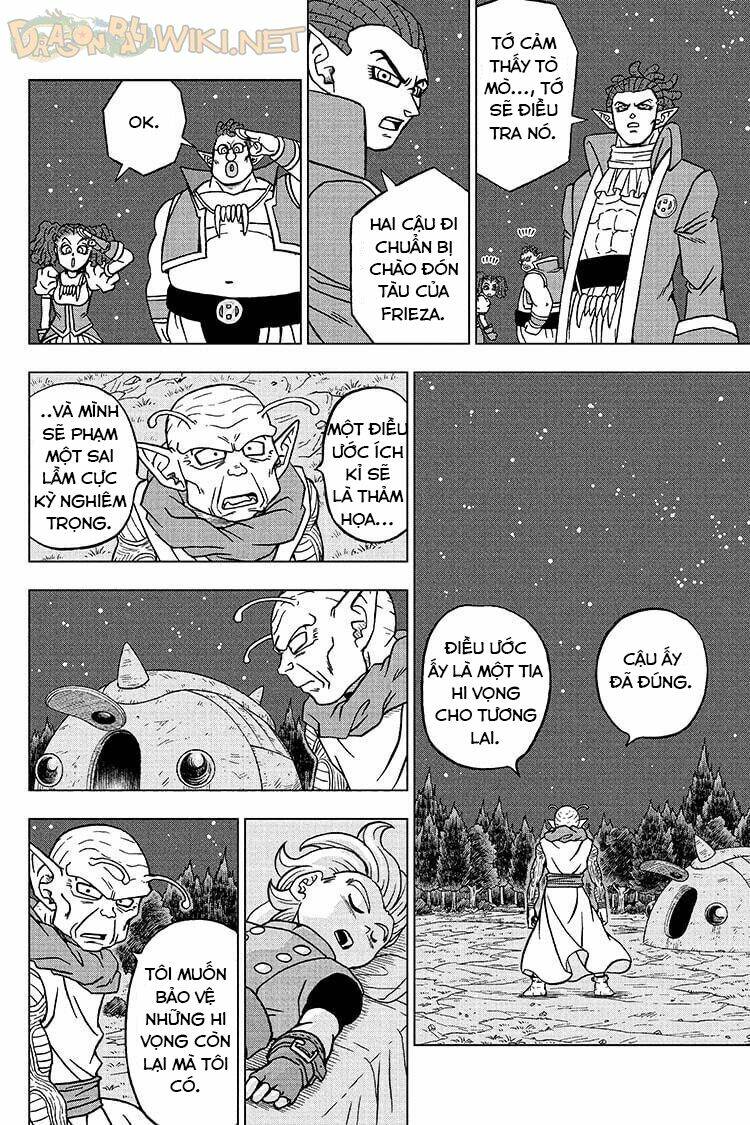 DRAGON BALL WIKI.NET
TỚ CẢM
THẤY TÒ
MÒ..., TỚ
SẼ ĐIỀU
TRA NÓ.
HAI CẬU ĐI
CHUẨN BỊ
CHÀO ĐÓN
TÀU CỦA
FRIEZA.
OK.
CẬU ẤY
ĐÃ ĐÚNG.
ĐIỀU ƯỚC
ẤY LÀ MỘT TIA
HI VỌNG
CHO TƯƠNG
LAI.
MỘT ĐIỀU
ƯỚC ÍCH
KỈ SẼ
LÀ THẢM
HỌA...
..VÀ MÌNH
SẼ PHẠM
MỘT SAI
LẦM CỰC
KỲ NGHIÊM
TRỌNG.
TÔI MUỐN
BẢO VỆ
NHỮNG HI
VỌNG CÒN
LẠI MÀ TÔI
CÓ.